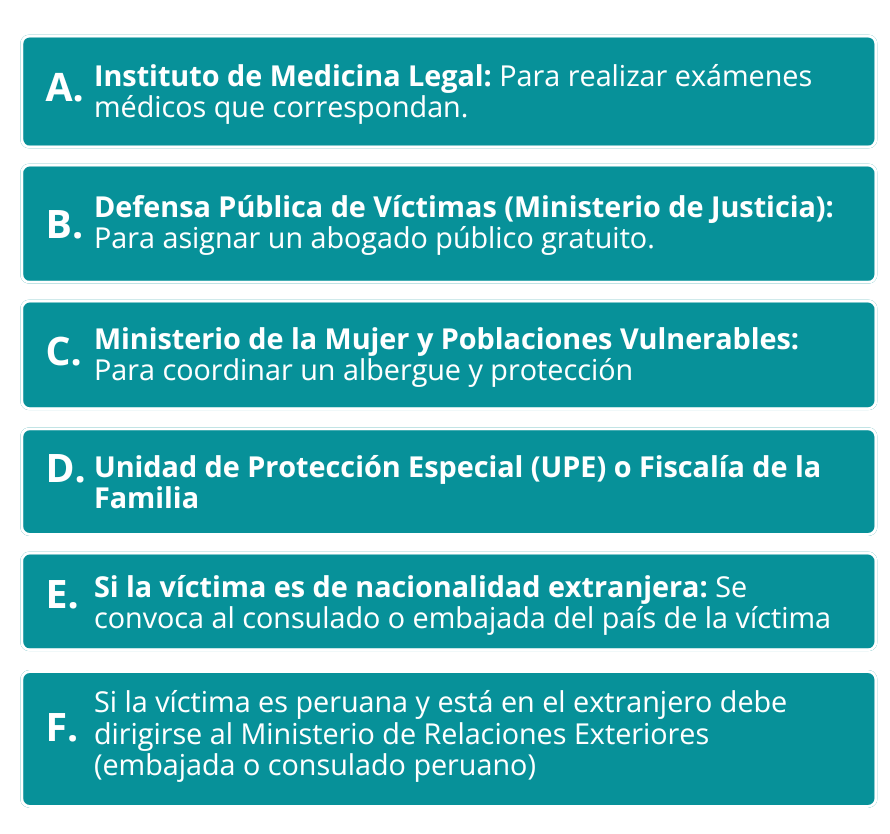 A. Instituto de Medicina Legal: Para realizar exámenes
médicos que correspondan.
B. Defensa Pública de Víctimas (Ministerio de Justicia):
Para asignar un abogado público gratuito.
C. Ministerio de la Mujer y Poblaciones Vulnerables:
Para coordinar un albergue y protección
D. Unidad de Protección Especial (UPE) o Fiscalía de la
Familia
E. Si la víctima es de nacionalidad extranjera: Se
convoca al consulado o embajada del país de la víctima
F. Si la víctima es peruana y está en el extranjero debe
dirigirse al Ministerio de Relaciones Exteriores
(embajada o consulado peruano)